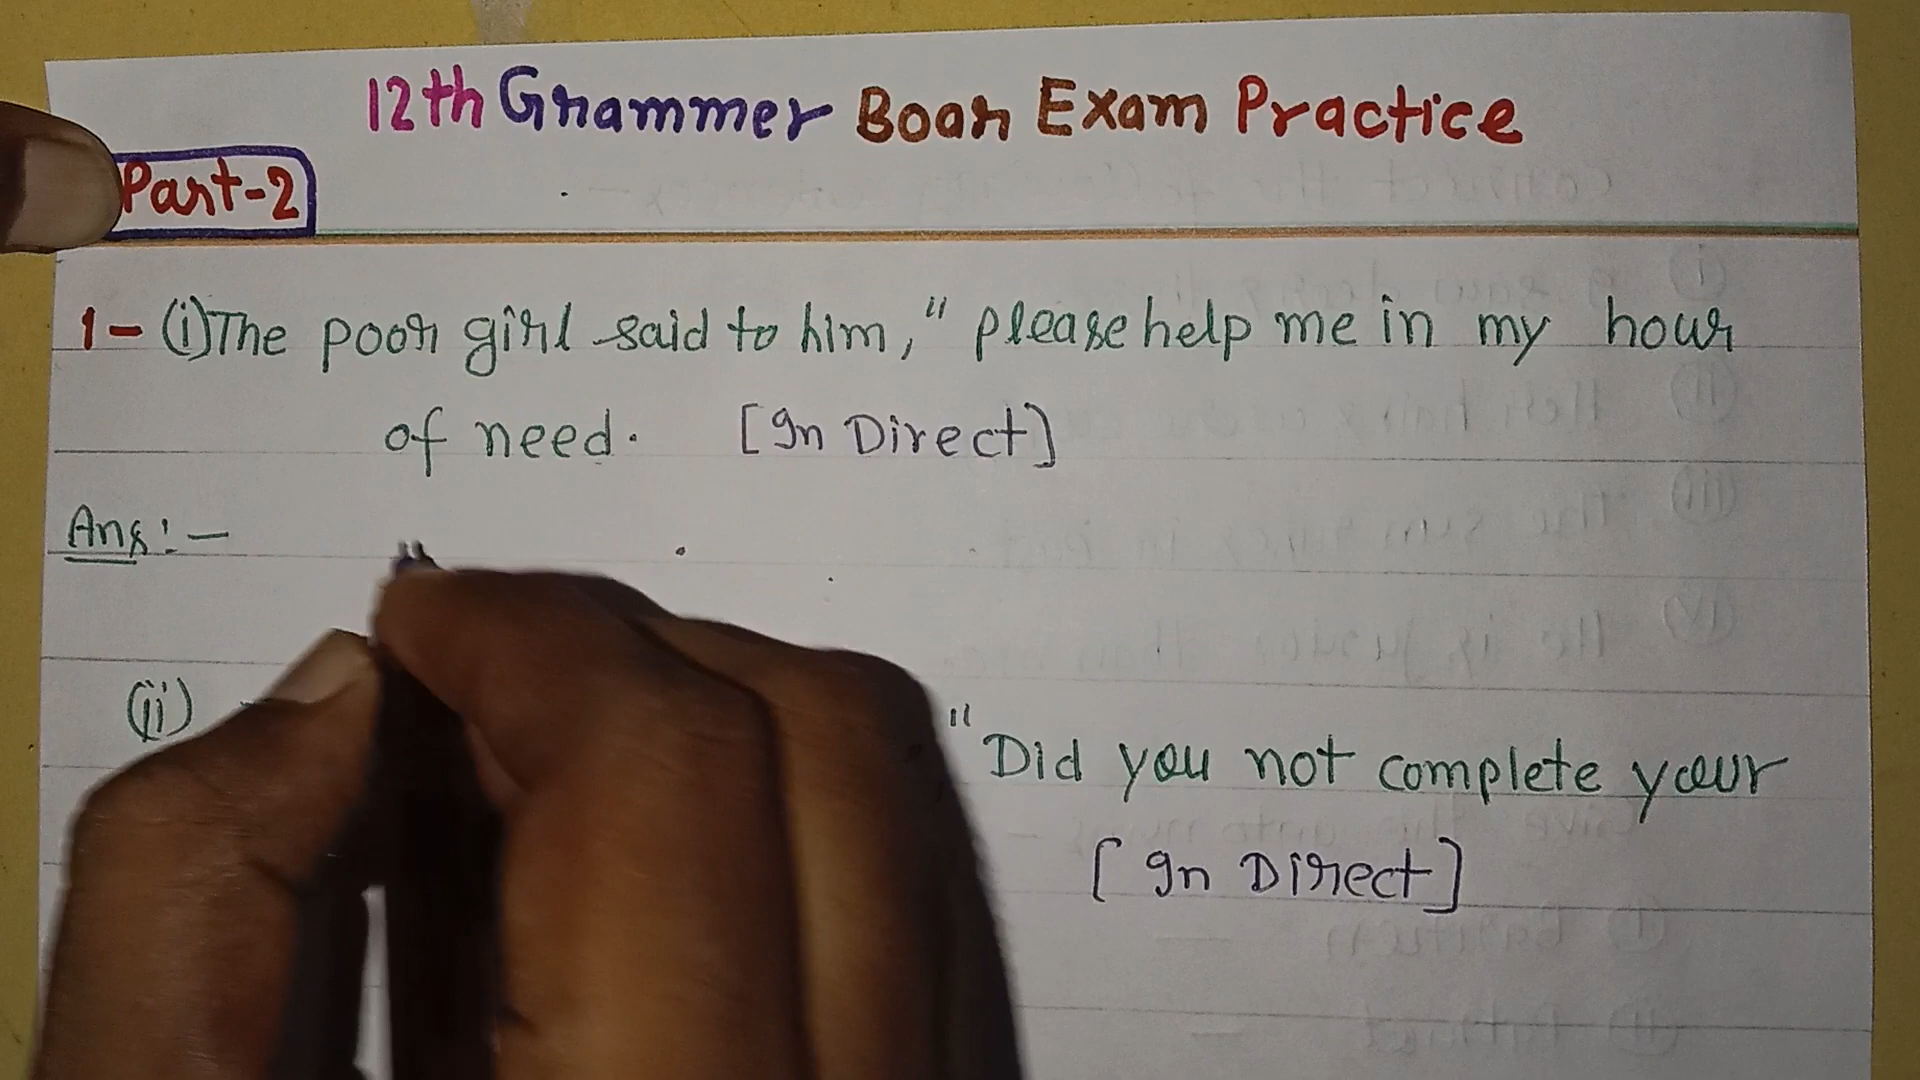 12th Grammer Boar Exam Practice
Part-2
1- (i) The poor girl said to him, " please help me in my hour
of need. [In Direct]
Ans:-
(ii) "Did you not complete your
[In Direct]